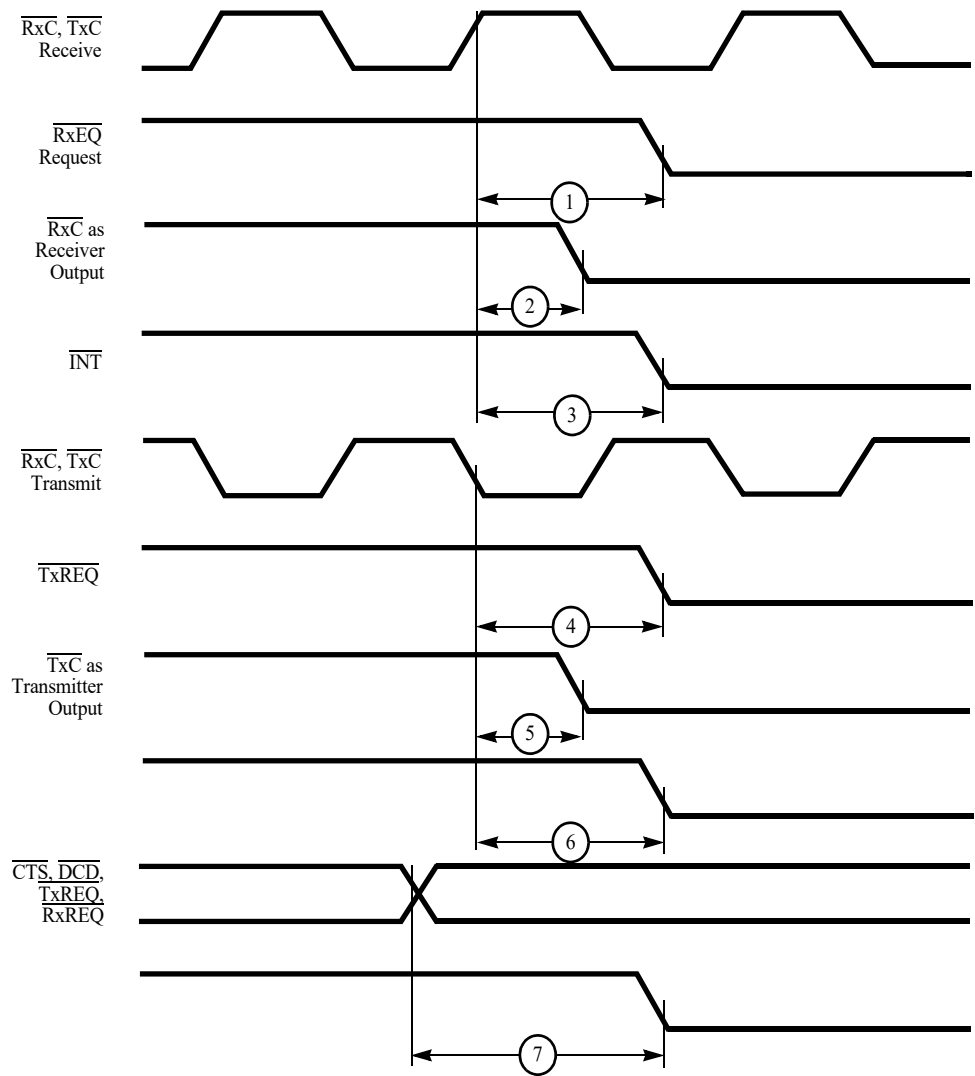 RxC, TxC
Receive
RxEQ
Request
1
RxC as
Receiver
Output
2
INT
3
RxC, TxC
Transmit
TxREQ
4
TxC as
Transmitter
Output
5
6
CTS, DCD,
TxREQ,
RxREQ
7